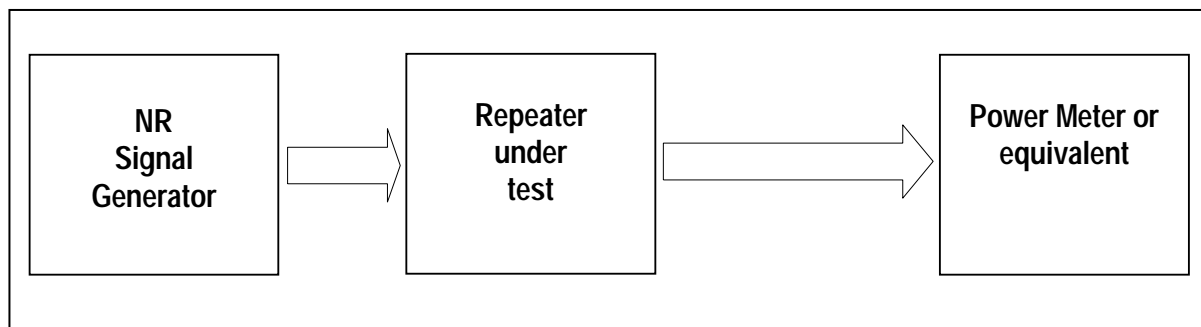 NR
Signal
Generator
Repeater
under
test
Power Meter or
equivalent